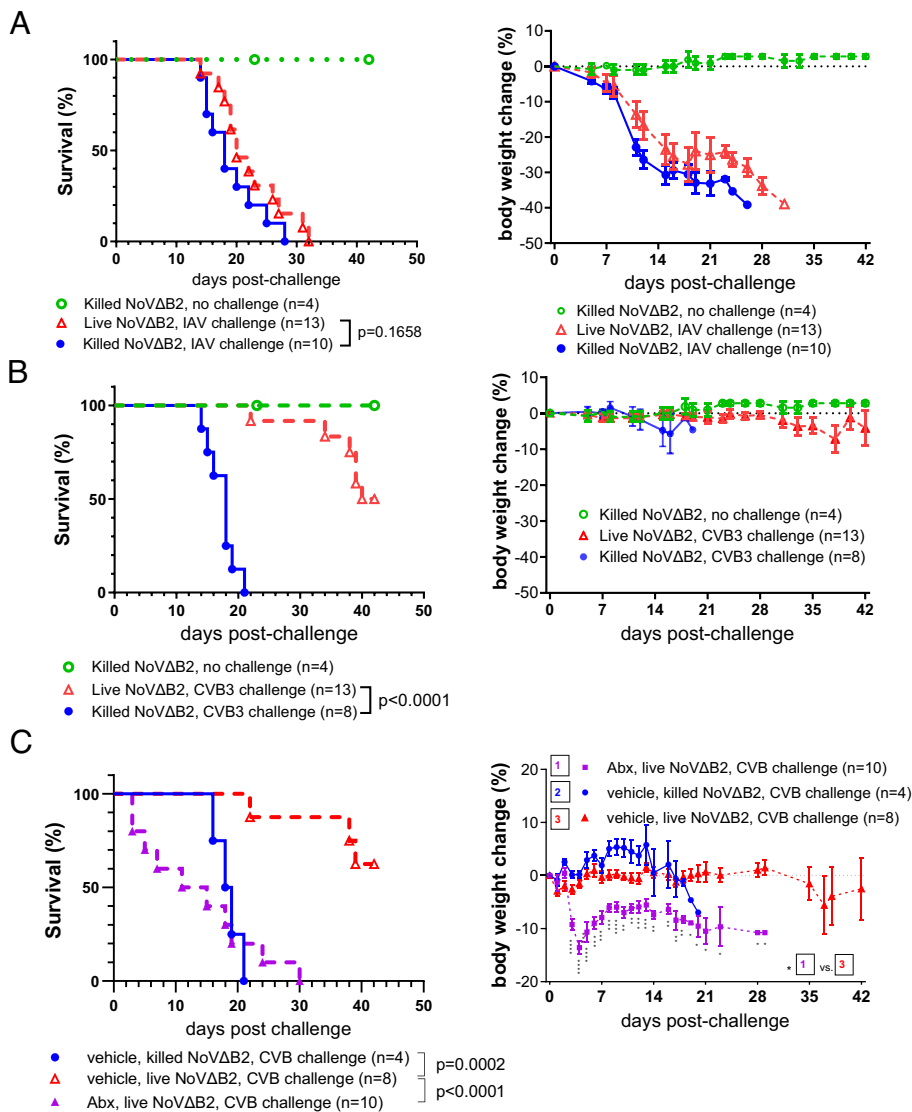 A
Survival (%)
100
50
0
0 10 20 30 40 50
days post-challenge
Killed NoVΔB2, no challenge (n=4)
Live NoVΔB2, IAV challenge (n=13)
Killed NoVΔB2, IAV challenge (n=10)
p=0.1658
body weight change (%)
10
0
-10
-20
-30
-40
-50
0 7 14 21 28 35 42
days post-challenge
Killed NoVΔB2, no challenge (n=4)
Live NoVΔB2, IAV challenge (n=13)
Killed NoVΔB2, IAV challenge (n=10)
B
Survival (%)
100
50
0
0 10 20 30 40 50
days post-challenge
Killed NoVΔB2, no challenge (n=4)
Live NoVΔB2, CVB3 challenge (n=13)
Killed NoVΔB2, CVB3 challenge (n=8)
p<0.0001
body weight change (%)
10
0
-10
-20
-30
-40
-50
Killed NoVΔB2, no challenge (n=4)
Live NoVΔB2, CVB3 challenge (n=13)
Killed NoVΔB2, CVB3 challenge (n=8)
0 7 14 21 28 35 42
days post-challenge
C
Survival (%)
100
50
0
0 10 20 30 40 50
days post challenge
vehicle, killed NoVΔB2, CVB challenge (n=4)
vehicle, live NoVΔB2, CVB challenge (n=8)
Abx, live NoVΔB2, CVB challenge (n=10)
p=0.0002
p<0.0001
body weight change (%)
20
10
0
-10
-20
1 Abx, live NoVΔB2, CVB challenge (n=10)
2 vehicle, killed NoVΔB2, CVB challenge (n=4)
3 vehicle, live NoVΔB2, CVB challenge (n=8)
* 1 vs. 3
0 7 14 21 28 35 42
days post-challenge